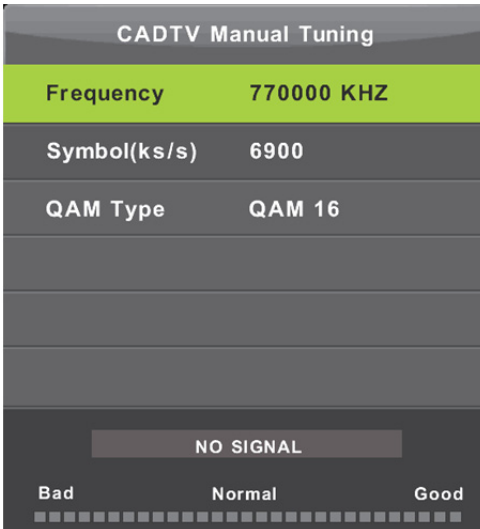 CADTV Manual Tuning
Frequency 770000 KHZ
Symbol(ks/s) 6900
QAM Type QAM 16
NO SIGNAL
Bad Normal Good